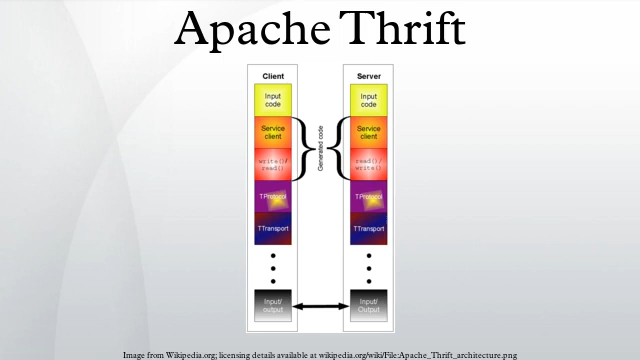 Apache Thrift
Client
Input
code
Service
client
write()/
read()
TProtocol
TTransport
Input/
output
Generated code
Server
Input
code
Service
client
read()/
write()
TProtocol
TTransport
Input/
Output
Image from Wikipedia.org; licensing details available at wikipedia.org/wiki/File:Apache_Thrift_architecture.png